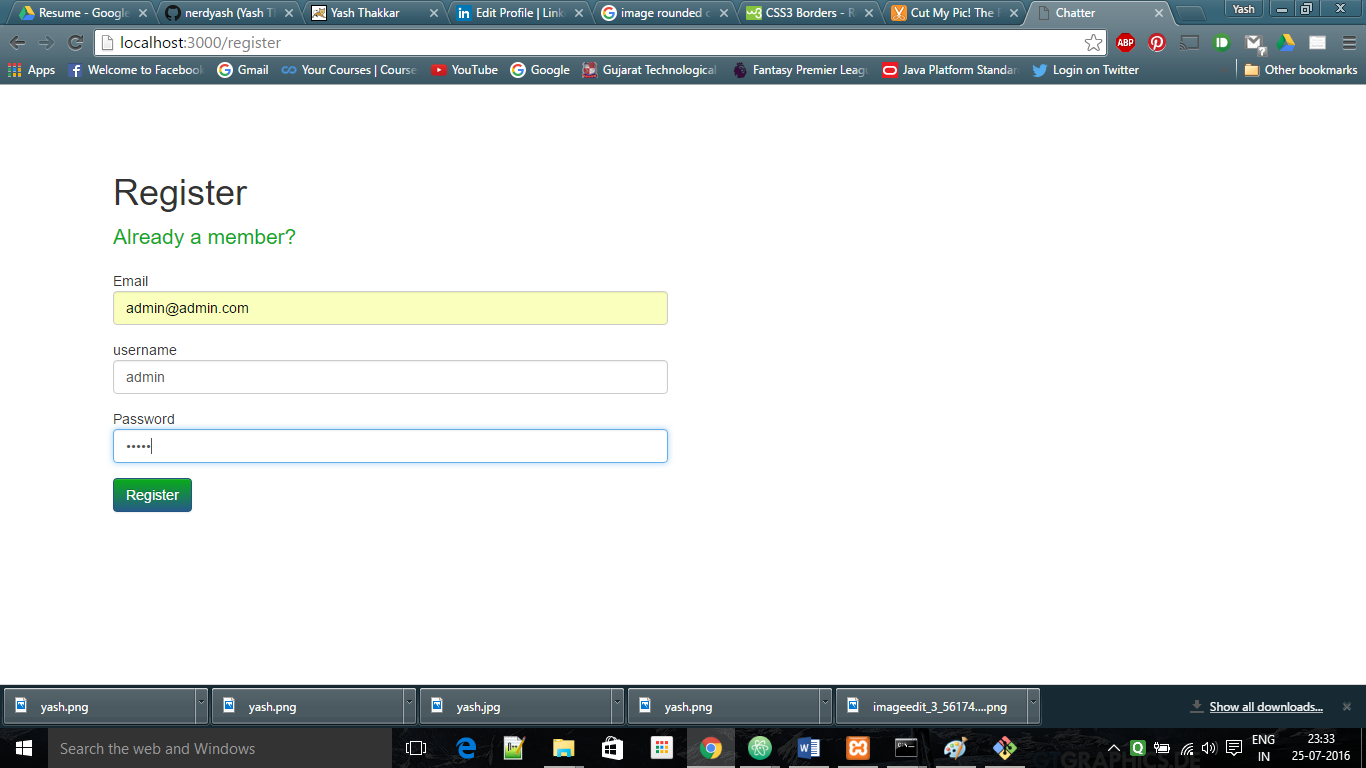 Resume - Google
nerdyash (Yash T
Yash Thakkar
Edit Profile | Link
image rounded c
CSS3 Borders - R
Cut My Pic! The F
Chatter
Yash
localhost:3000/register
ABP
Apps
Welcome to Facebook
Gmail
Your Courses | Course
YouTube
Google
Gujarat Technological
Fantasy Premier Leag
Java Platform Standar
Login on Twitter
Other bookmarks
Register
Already a member?
Email
admin@admin.com
username
admin
Password
•••••
Register
yash.png
yash.png
yash.jpg
yash.png
imageedit_3_56174....png
Show all downloads...
Search the web and Windows
ENG
IN
23:33
25-07-2016
GRAPHICS.DE